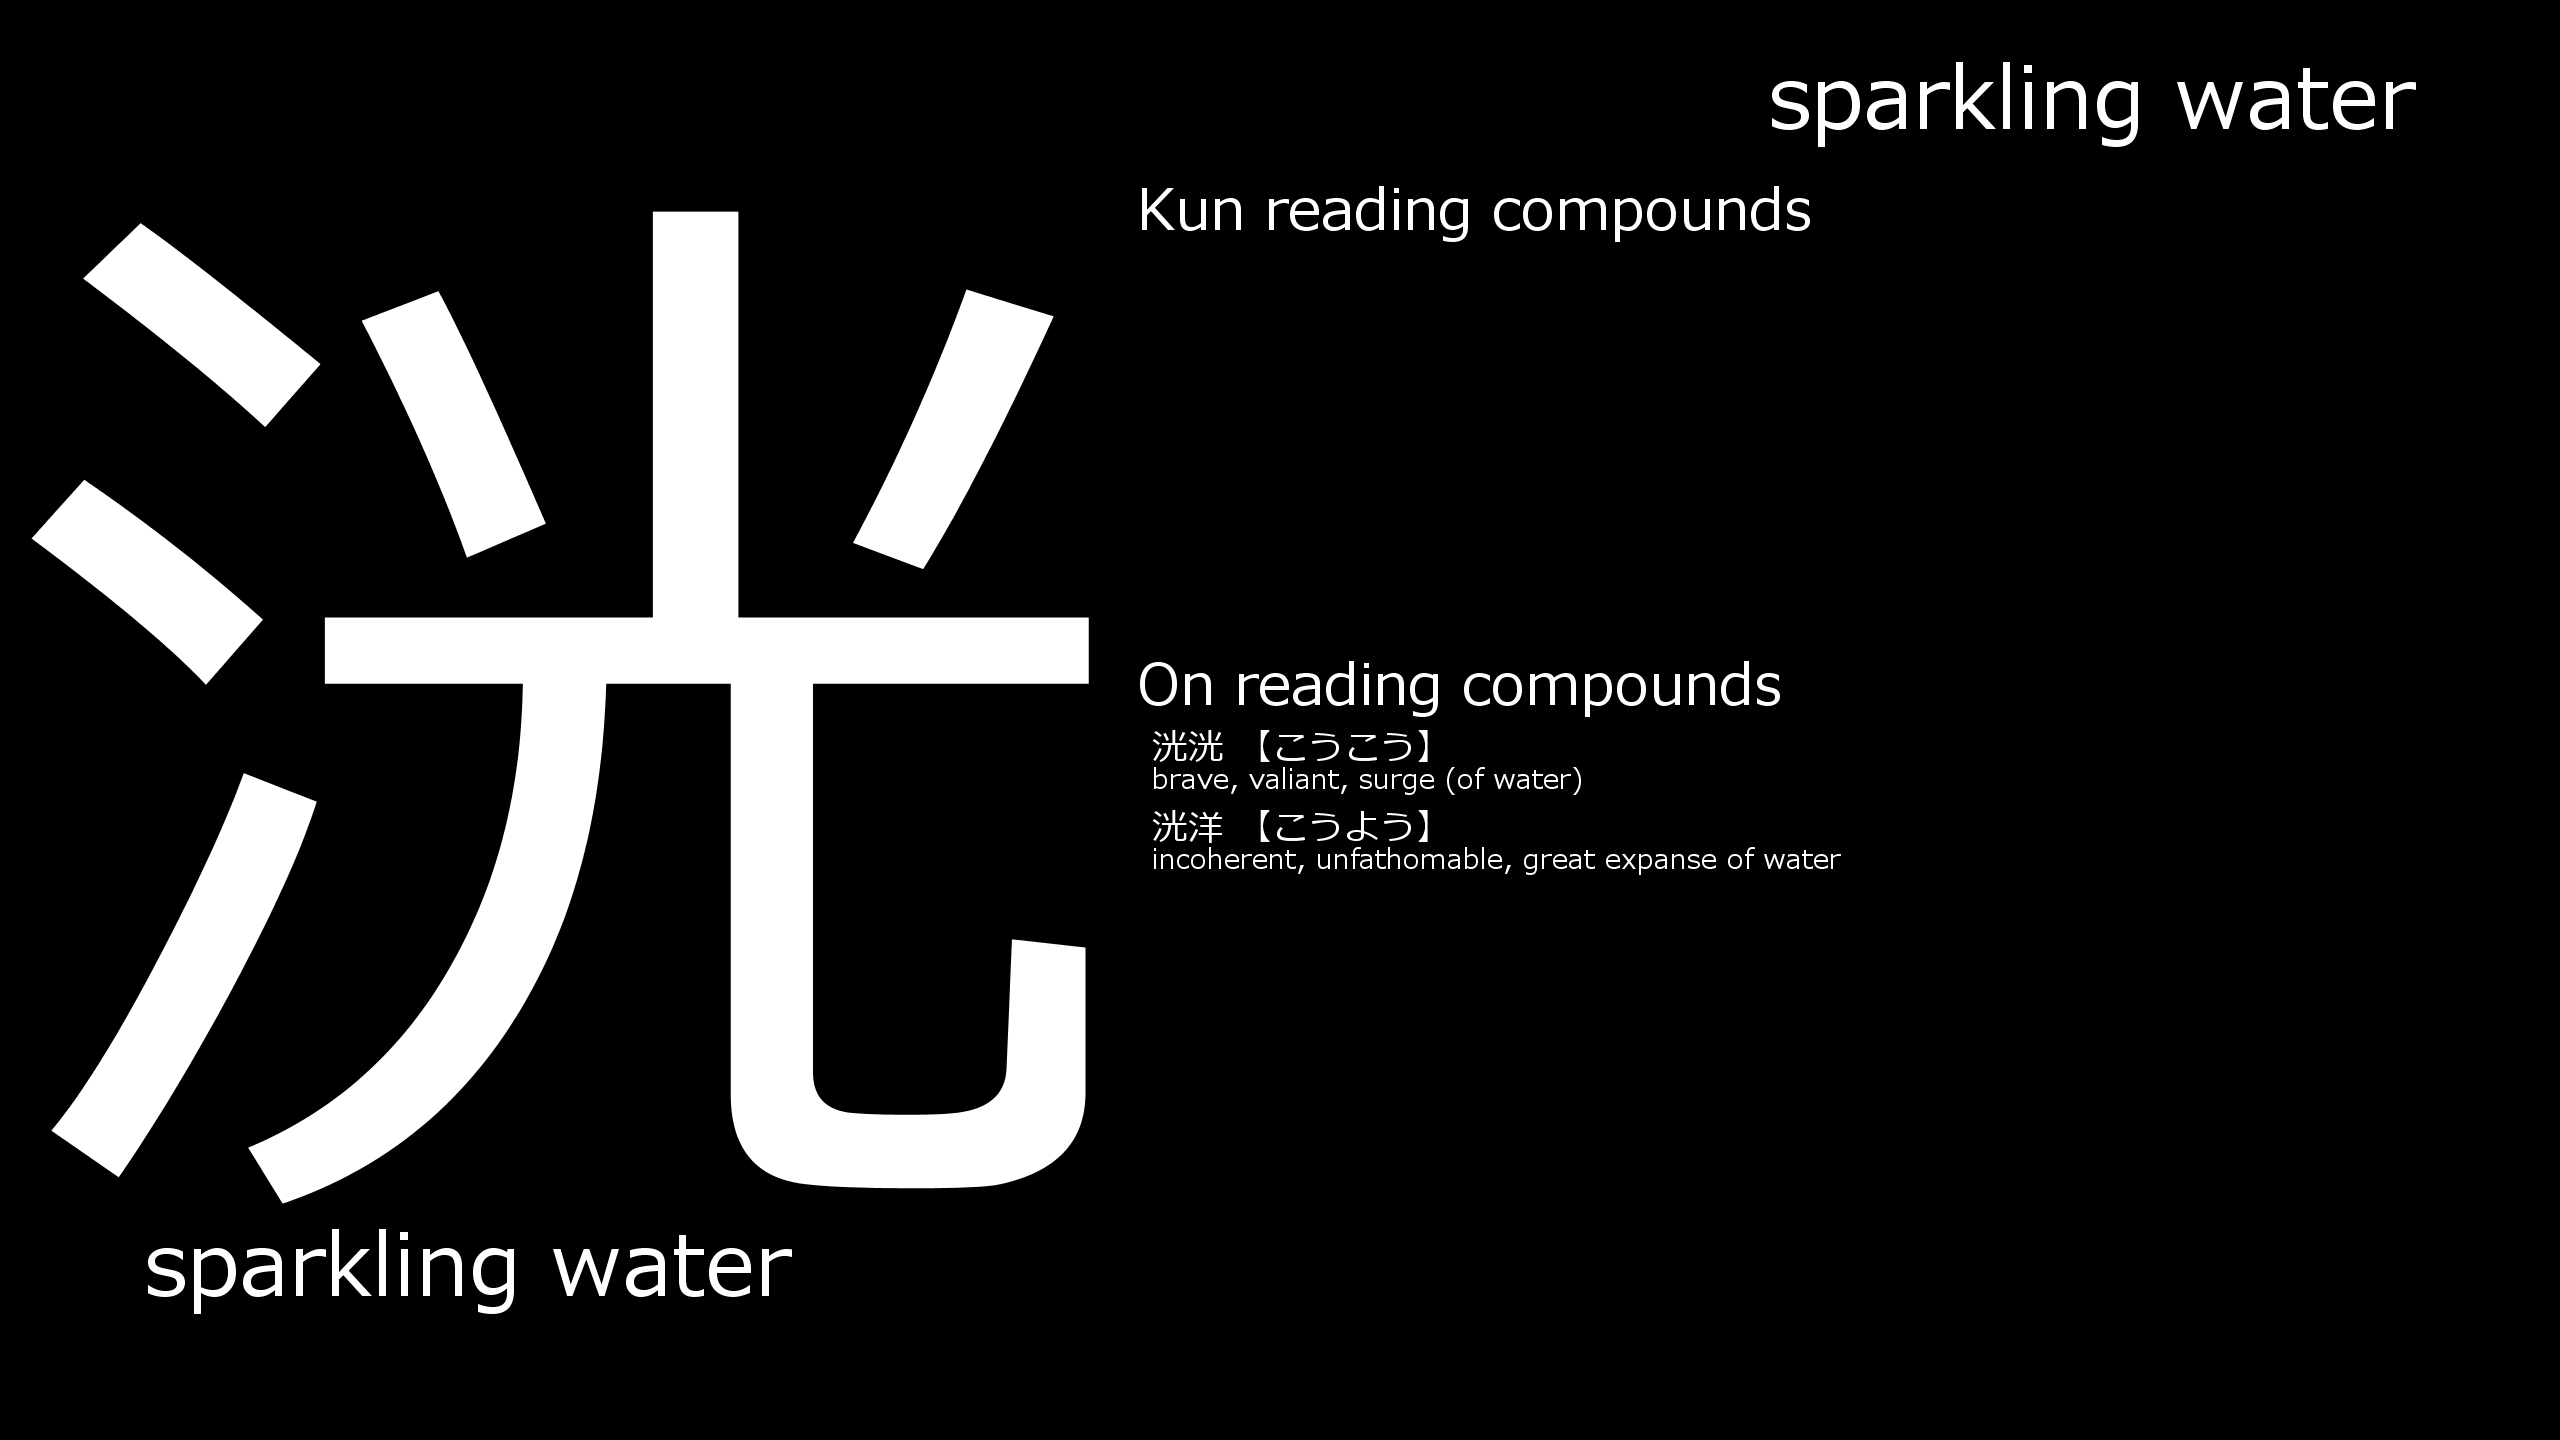 sparkling water
洸
sparkling water
Kun reading compounds
On reading compounds
洸洸 【こうこう】
brave, valiant, surge (of water)
洸洋 【こうよう】
incoherent, unfathomable, great expanse of water